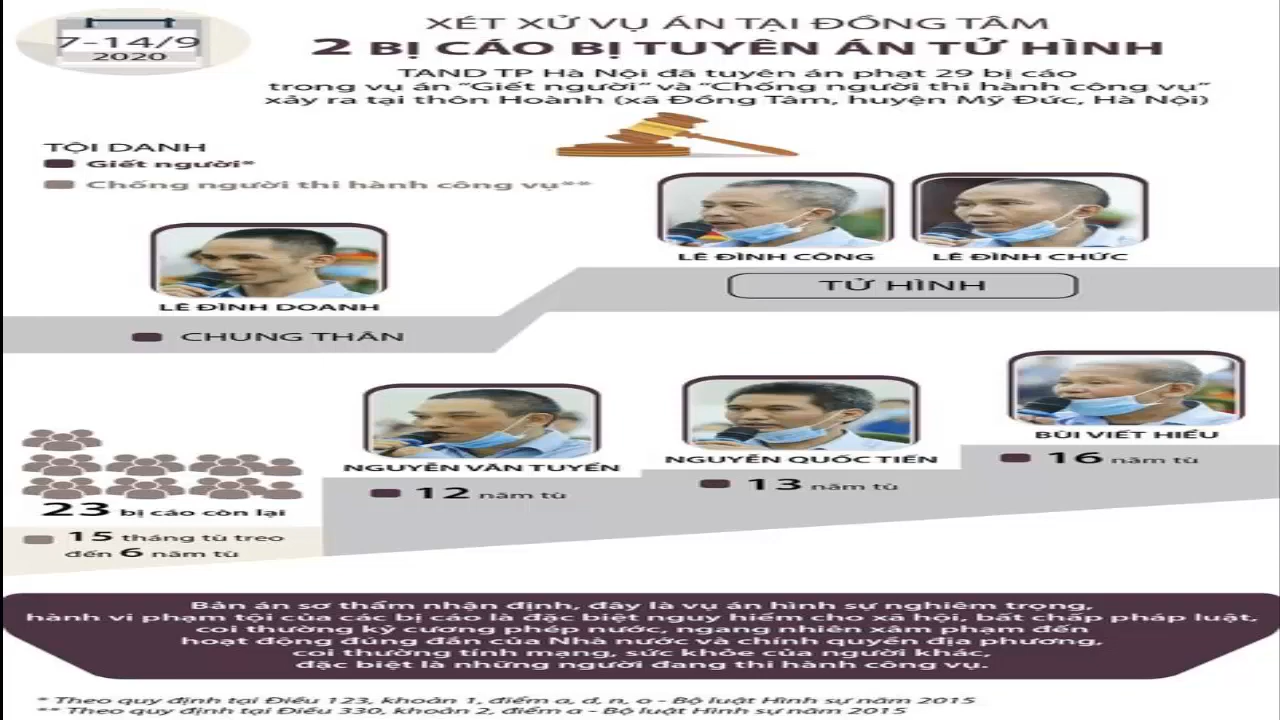 7-14/9
2020
XÉT XỬ VỤ ÁN TẠI ĐỒNG TÂM
2 BỊ CÁO BỊ TUYÊN ÁN TỬ HÌNH
TAND TP Hà Nội đã tuyên án phạt 29 bị cáo
trong vụ án "Giết người" và "Chống người thi hành công vụ"
xảy ra tại thôn Hoành (xã Đồng Tâm, huyện Mỹ Đức, Hà Nội)
TỘI DANH
Giết người*
Chống người thi hành công vụ**
LÊ ĐÌNH CÔNG
LÊ ĐÌNH CHỨC
TỬ HÌNH
LÊ ĐÌNH DOANH
CHUNG THÂN
BÙI VIẾT HIỂU
16 năm tù
NGUYỄN QUỐC TIẾN
13 năm tù
NGUYỄN VĂN TUYỂN
12 năm tù
23 bị cáo còn lại
15 tháng tù treo
đến 6 năm tù
Bản án sơ thẩm nhận định, đây là vụ án hình sự nghiêm trọng,
hành vi phạm tội của các bị cáo là đặc biệt nguy hiểm cho xã hội, bất chấp pháp luật,
coi thường kỷ cương phép nước, ngang nhiên xâm phạm đến
hoạt động đúng đắn của Nhà nước và chính quyền địa phương,
coi thường tính mạng, sức khỏe của người khác,
đặc biệt là những người đang thi hành công vụ.
* Theo quy định tại Điều 123, khoản 1, điểm a, d, n, o - Bộ luật Hình sự năm 2015
** Theo quy định tại Điều 330, khoản 2, điểm a - Bộ luật Hình sự năm 2015